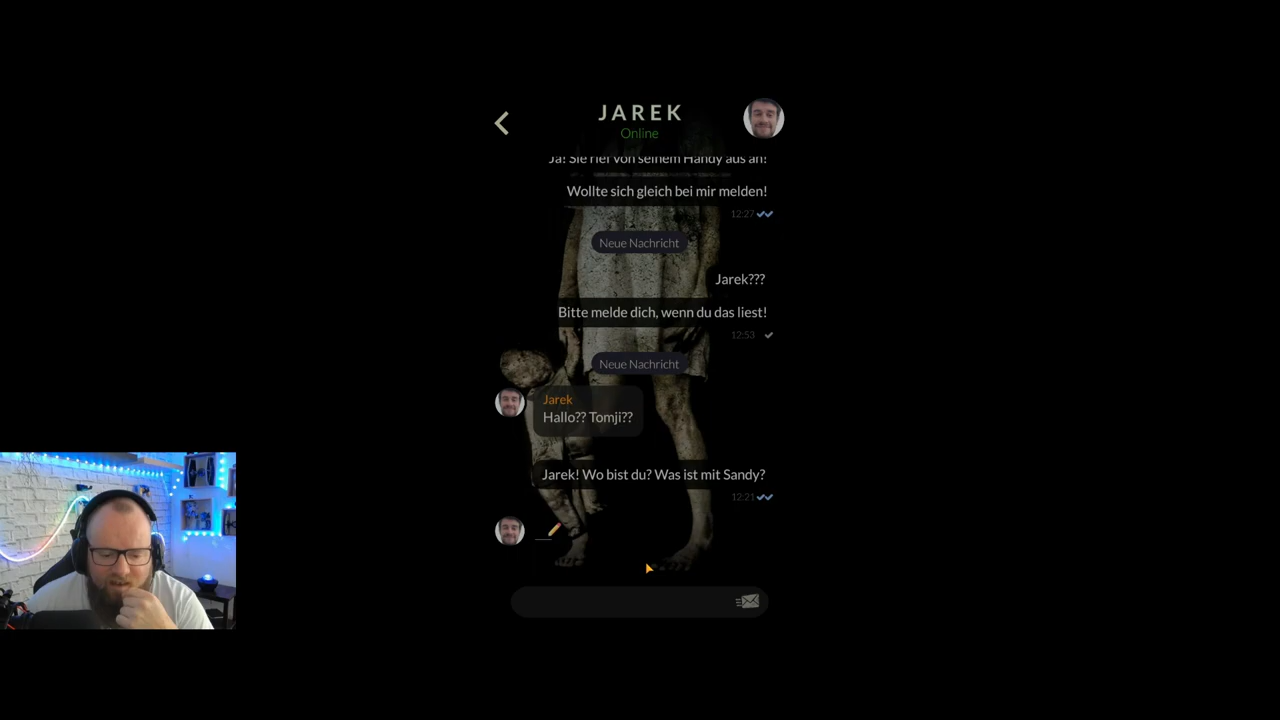 JAREK
Online
Ja! Sie rief von seinem Handy aus an!
Wollte sich gleich bei mir melden!
12:27
Neue Nachricht
Jarek???
Bitte melde dich, wenn du das liest!
12:53
Neue Nachricht
Jarek
Hallo?? Tomji??
Jarek! Wo bist du? Was ist mit Sandy?
12:21